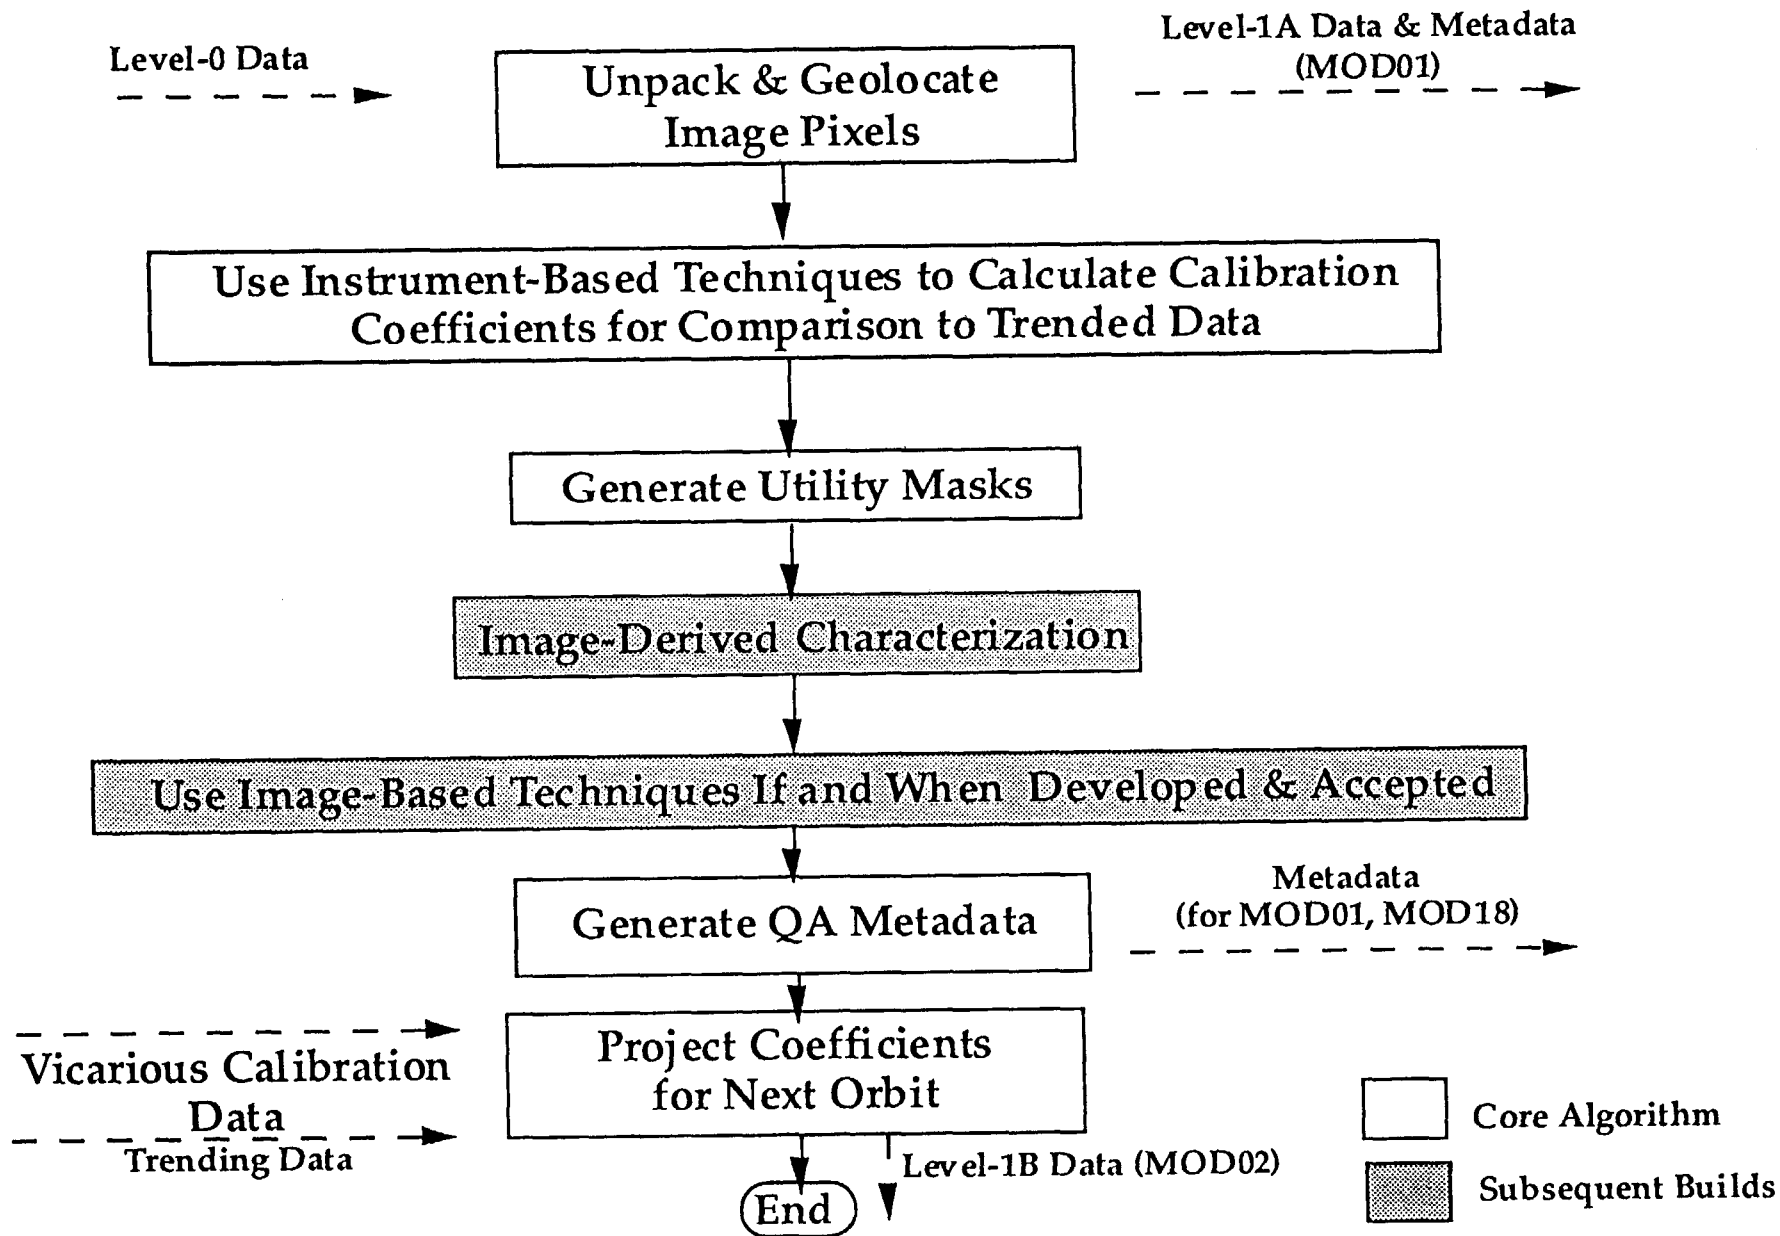 Level-0 Data
Unpack & Geolocate
Image Pixels
Level-1A Data & Metadata
(MOD01)
Use Instrument-Based Techniques to Calculate Calibration
Coefficients for Comparison to Trended Data
Generate Utility Masks
Image-Derived Characterization
Use Image-Based Techniques If and When Developed & Accepted
Generate QA Metadata
Metadata
(for MOD01, MOD18)
Vicarious Calibration
Data
Trending Data
Project Coefficients
for Next Orbit
Level-1B Data (MOD02)
End
Core Algorithm
Subsequent Builds